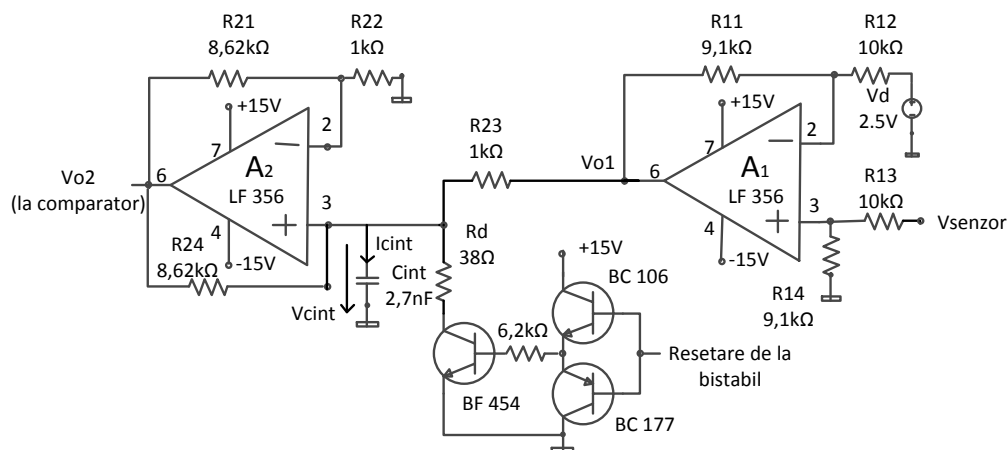 R21
8,62kΩ
R22
1kΩ
R11
9,1kΩ
R12
10kΩ
+15V
+15V
Vd
2.5V
7
2
6
A2
LF 356
3
4
-15V
Vo2
(la comparator)
R24
8,62kΩ
Vcint
Icint
Cint
2,7nF
R23
1kΩ
Rd
38Ω
Vo1
6
7
2
A1
LF 356
3
4
-15V
R13
10kΩ
Vsenzor
R14
9,1kΩ
+15V
BC 106
6,2kΩ
Resetare de la
bistabil
BF 454
BC 177